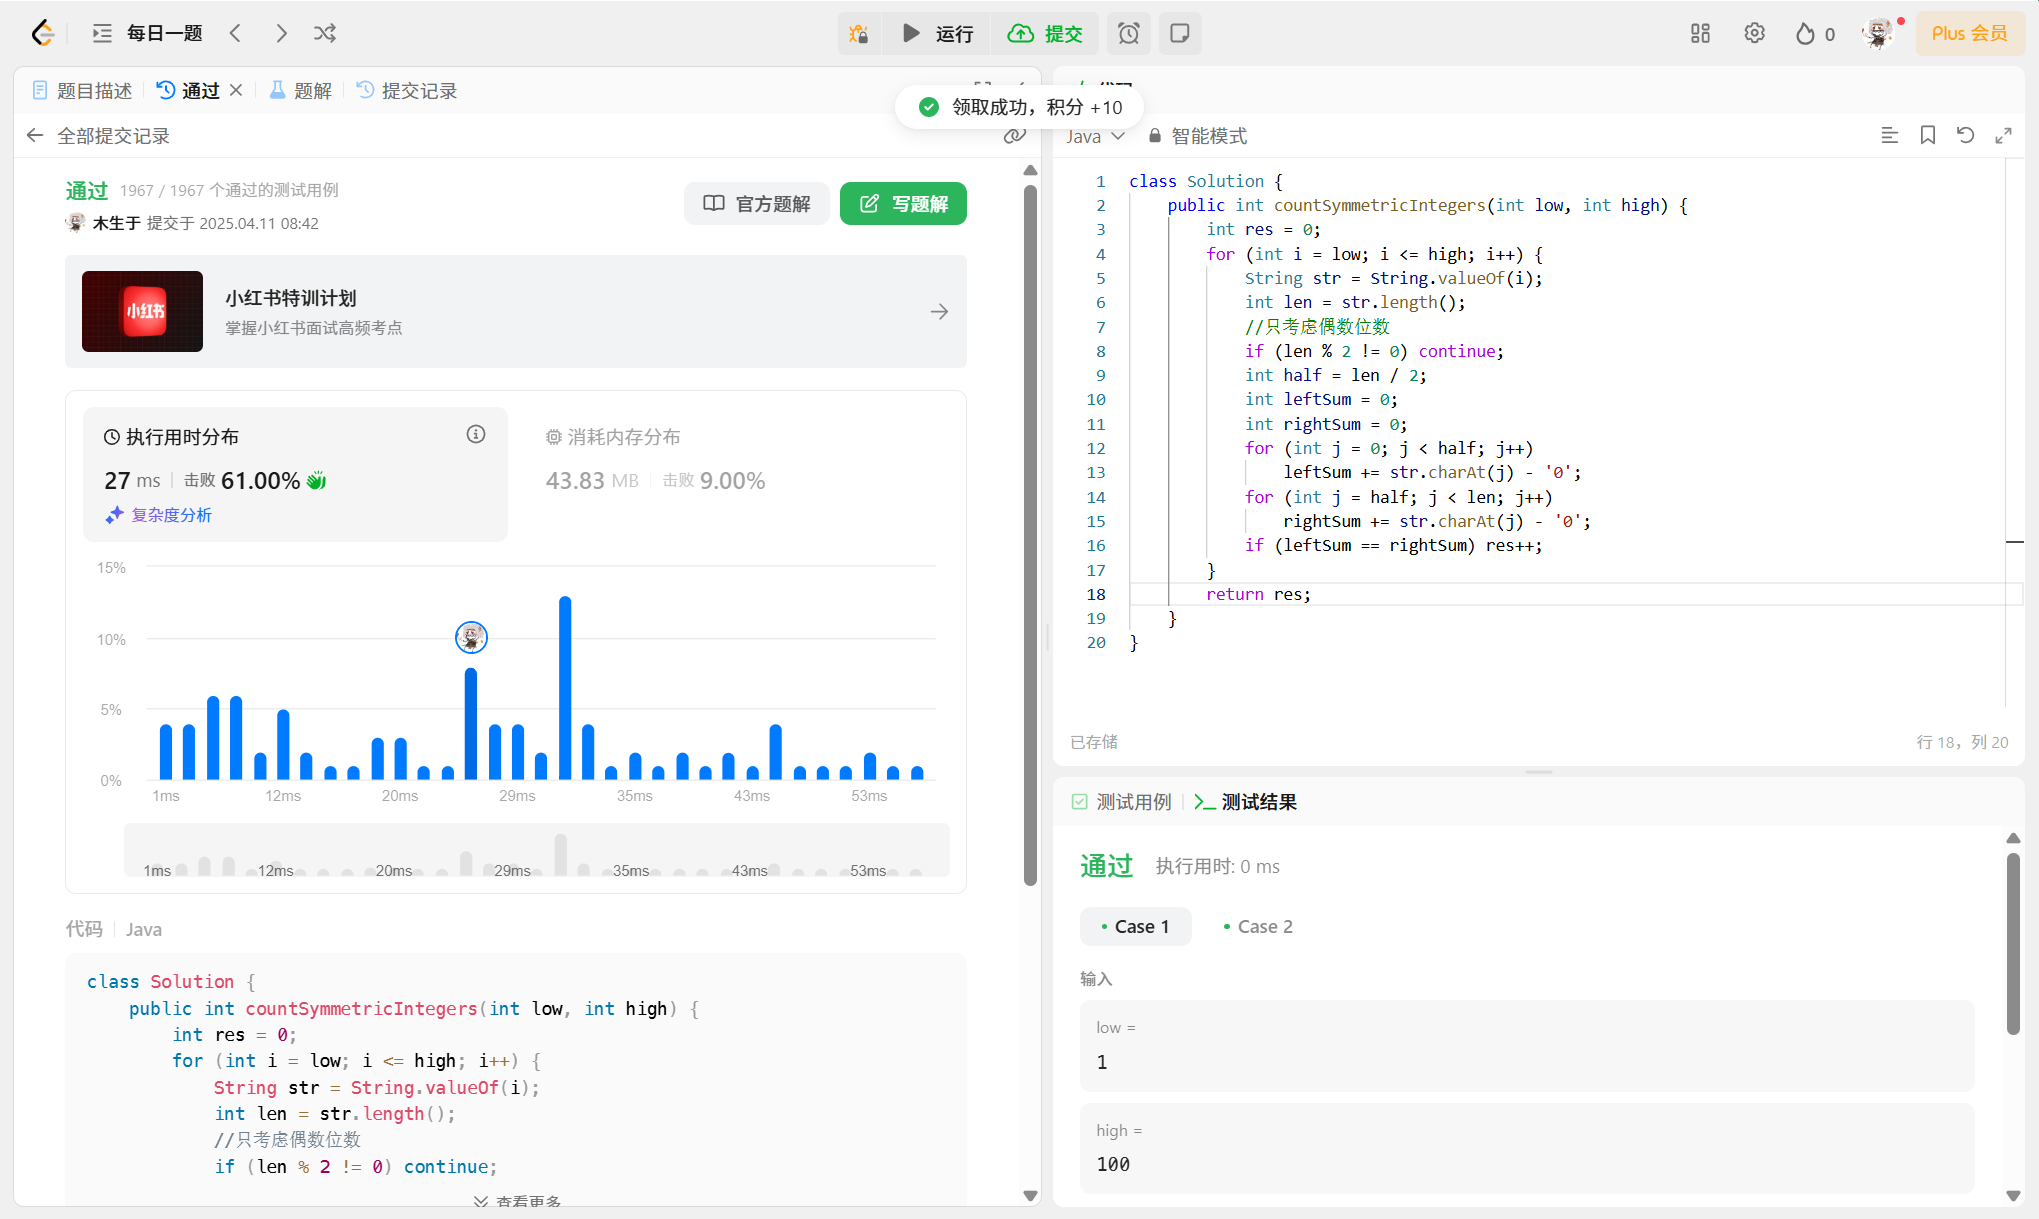 每日一题
运行
提交
0
Plus 会员
题目描述
通过
题解
提交记录
领取成功，积分 +10
全部提交记录
通过
1967 / 1967 个通过的测试用例
木生于 提交于 2025.04.11 08:42
官方题解
写题解
小红书
小红书特训计划
掌握小红书面试高频考点
执行用时分布
27 ms
击败 61.00%
复杂度分析
消耗内存分布
43.83 MB
击败 9.00%
15%
10%
5%
0%
1ms 12ms 20ms 29ms 35ms 43ms 53ms
1ms 12ms 20ms 29ms 35ms 43ms 53ms
代码
Java
class Solution {
public int countSymmetricIntegers(int low, int high) {
int res = 0;
for (int i = low; i <= high; i++) {
String str = String.valueOf(i);
int len = str.length();
//只考虑偶数位数
if (len % 2 != 0) continue;
查看更多
Java
智能模式
1 class Solution {
2 public int countSymmetricIntegers(int low, int high) {
3 int res = 0;
4 for (int i = low; i <= high; i++) {
5 String str = String.valueOf(i);
6 int len = str.length();
7 //只考虑偶数位数
8 if (len % 2 != 0) continue;
9 int half = len / 2;
10 int leftSum = 0;
11 int rightSum = 0;
12 for (int j = 0; j < half; j++)
13 leftSum += str.charAt(j) - '0';
14 for (int j = half; j < len; j++)
15 rightSum += str.charAt(j) - '0';
16 if (leftSum == rightSum) res++;
17 }
18 return res;
19 }
20 }
已存储
行 18，列 20
测试用例
测试结果
通过
执行用时: 0 ms
Case 1
Case 2
输入
low =
1
high =
100